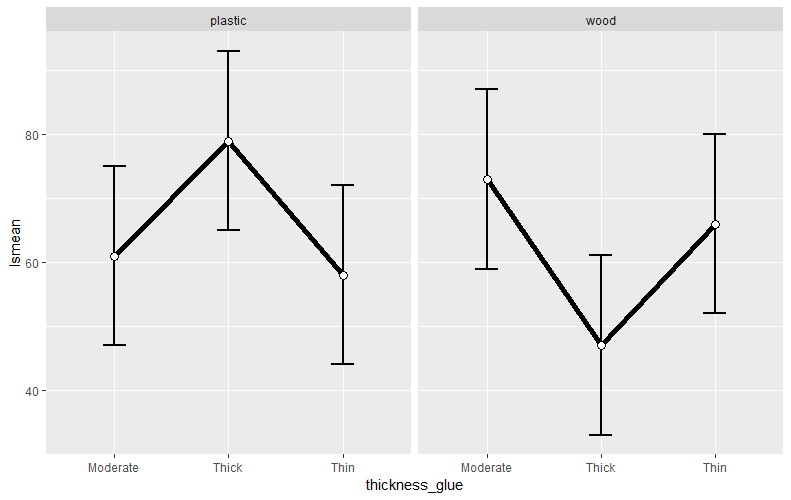 plastic
wood
lsmean
80
60
40
Moderate
Thick
Thin
Moderate
Thick
Thin
thickness_glue